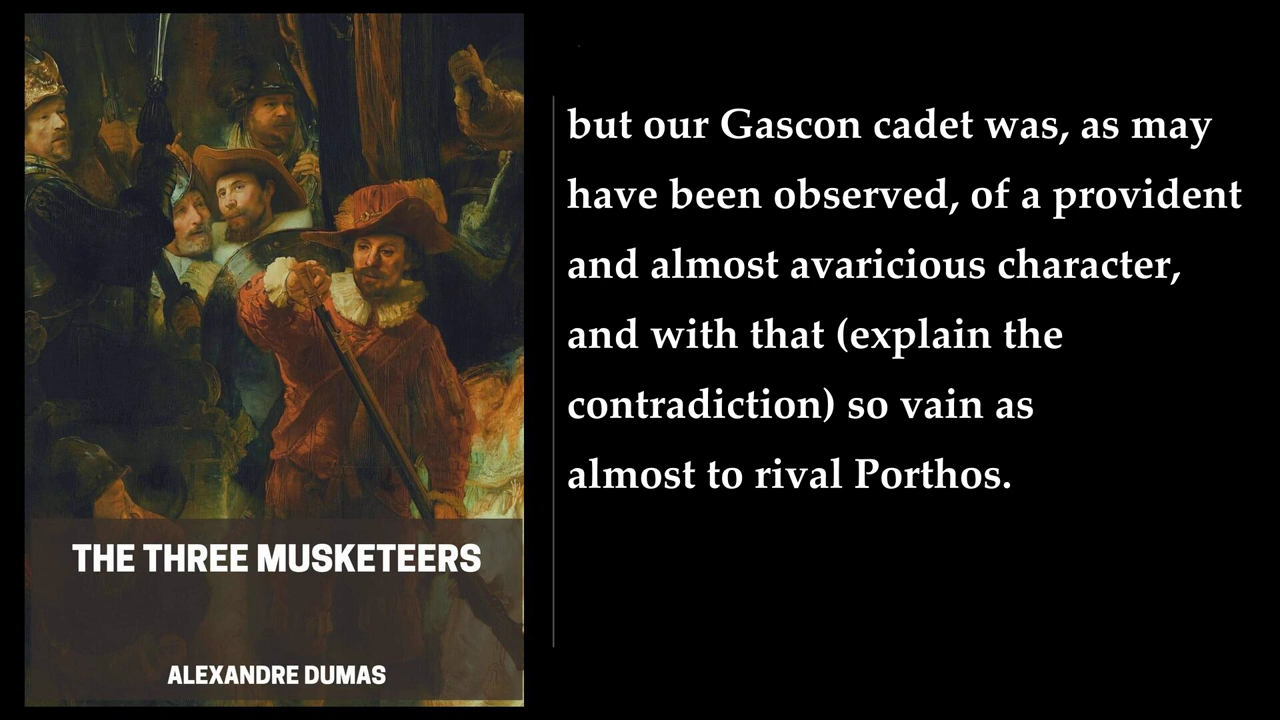 THE THREE MUSKETEERS
ALEXANDRE DUMAS
but our Gascon cadet was, as may
have been observed, of a provident
and almost avaricious character,
and with that (explain the
contradiction) so vain as
almost to rival Porthos.